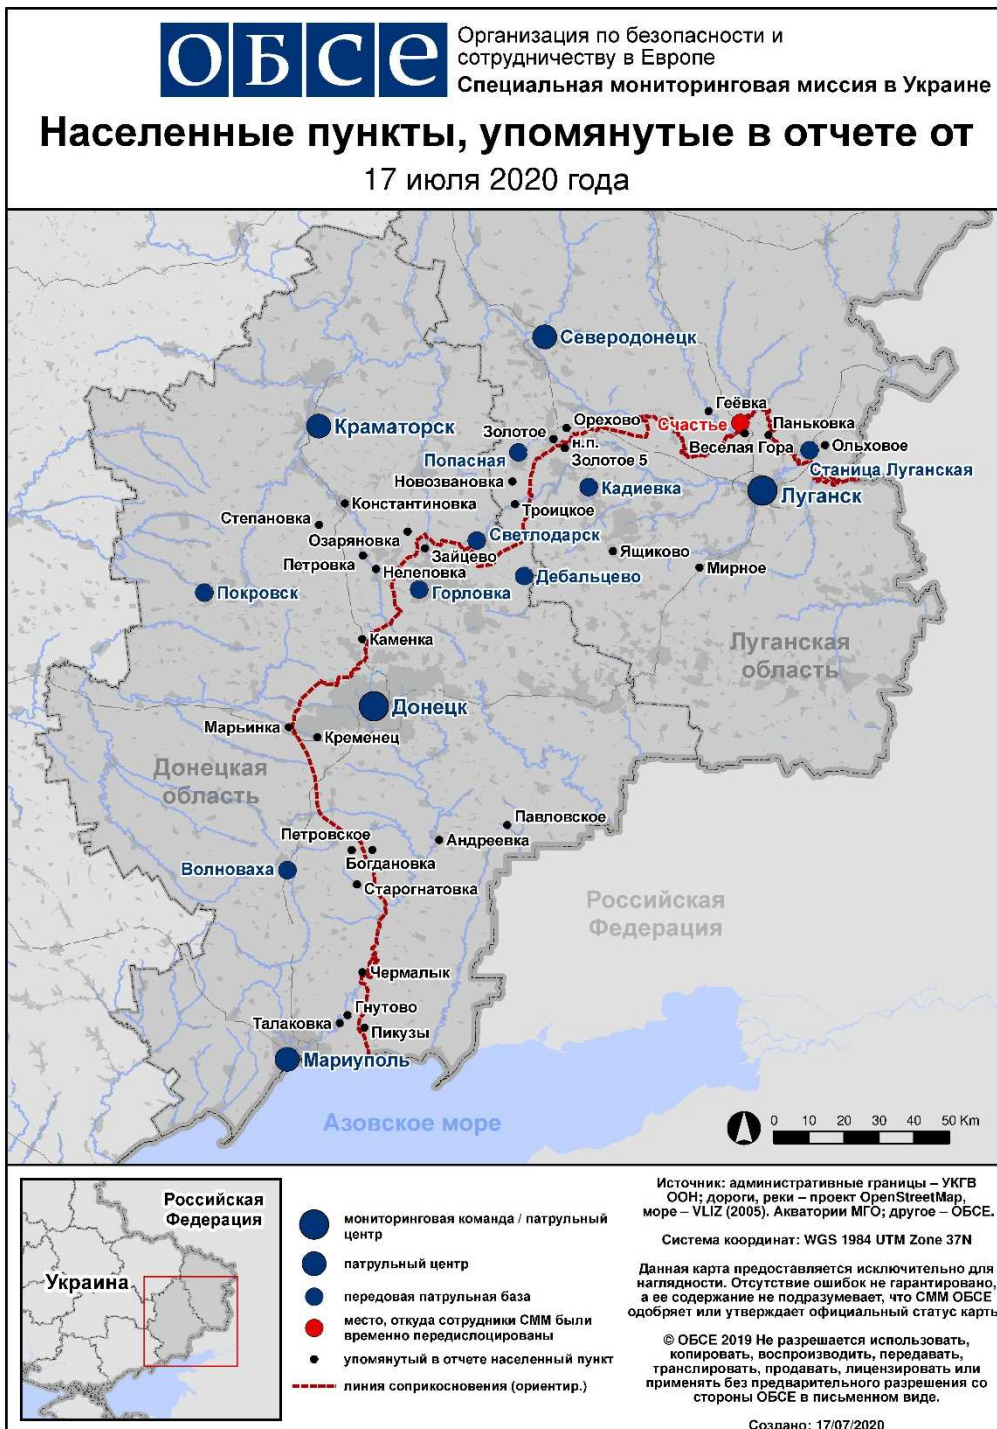 ОБСЕ
Организация по безопасности и
сотрудничеству в Европе
Специальная мониторинговая миссия в Украине
Населенные пункты, упомянутые в отчете от
17 июля 2020 года
Северодонецк
Геёвка
Краматорск
Орехово
Счастье
Паньковка
Золотое
н.п.
Веселая Гора
Ольховое
Попасная
Золотое 5
Станица Луганская
Новозвановка
Кадиевка
Луганск
Константиновка
Троицкое
Степановка
Озаряновка
Светлодарск
Зайцево
Ящиково
Петровка
Нелеповка
Мирное
Дебальцево
Покровск
Горловка
Каменка
Луганская
область
Донецк
Марьинка
Кременец
Донецкая
область
Павловское
Петровское
Андреевка
Богдановка
Волноваха
Старогнатовка
Российская
Федерация
Чермалык
Гнутово
Талаковка
Пикузы
Мариуполь
Азовское море
0 10 20 30 40 50 Km
Российская
Федерация
Украина
мониторинговая команда / патрульный
центр
патрульный центр
передовая патрульная база
место, откуда сотрудники СММ были
временно передислоцированы
упомянутый в отчете населенный пункт
линия соприкосновения (ориентир.)
Источник: административные границы – УКГВ
ООН; дороги, реки – проект OpenStreetMap,
море – VLIZ (2005). Акватории МГО; другое – ОБСЕ.
Система координат: WGS 1984 UTM Zone 37N
Данная карта предоставляется исключительно для
наглядности. Отсутствие ошибок не гарантировано,
а ее содержание не подразумевает, что СММ ОБСЕ
одобряет или утверждает официальный статус карты.
© ОБСЕ 2019 Не разрешается использовать,
копировать, воспроизводить, передавать,
транслировать, продавать, лицензировать или
применять без предварительного разрешения со
стороны ОБСЕ в письменном виде.
Создано: 17/07/2020